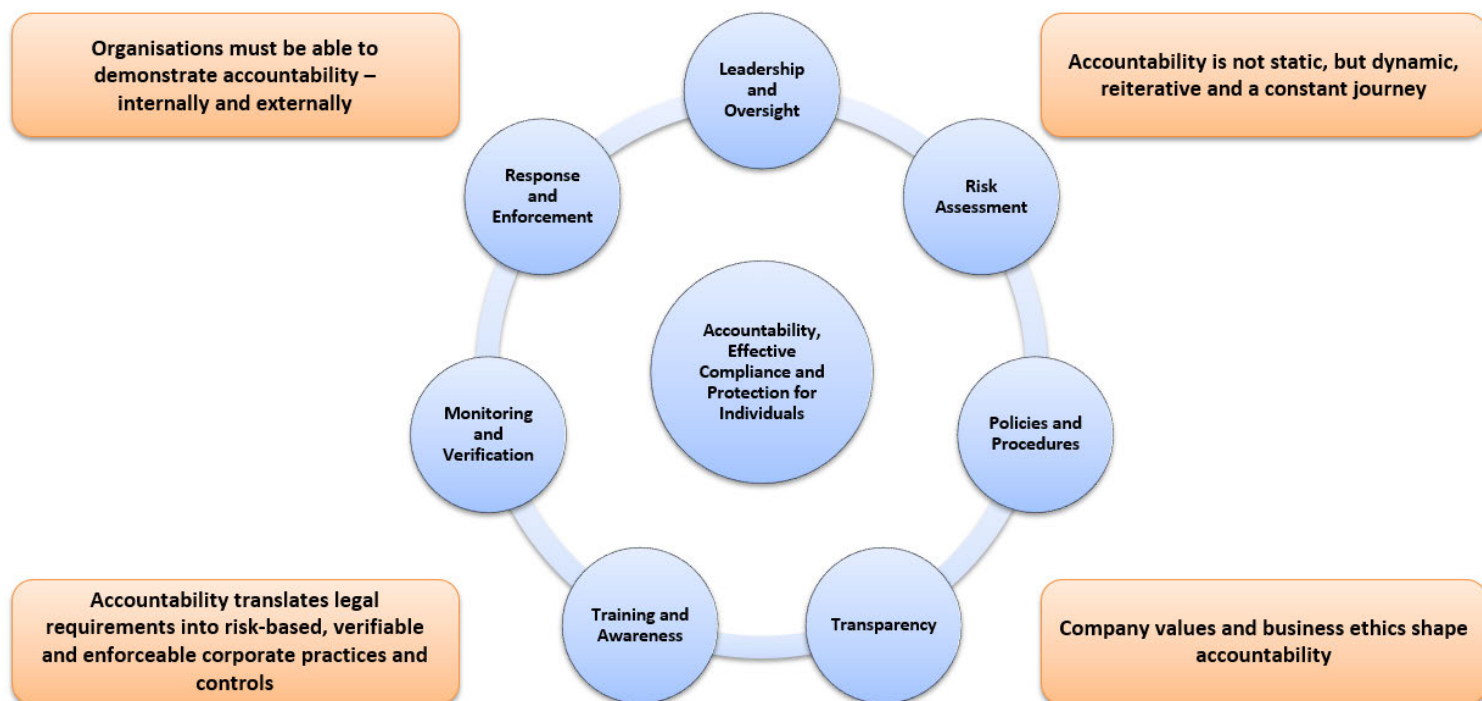 Organisations must be able to
demonstrate accountability –
internally and externally
Accountability is not static, but dynamic,
reiterative and a constant journey
Leadership
and
Oversight
Response
and
Enforcement
Risk
Assessment
Accountability,
Effective
Compliance and
Protection for
Individuals
Monitoring
and
Verification
Policies and
Procedures
Training and
Awareness
Transparency
Accountability translates legal
requirements into risk-based, verifiable
and enforceable corporate practices and
controls
Company values and business ethics shape
accountability